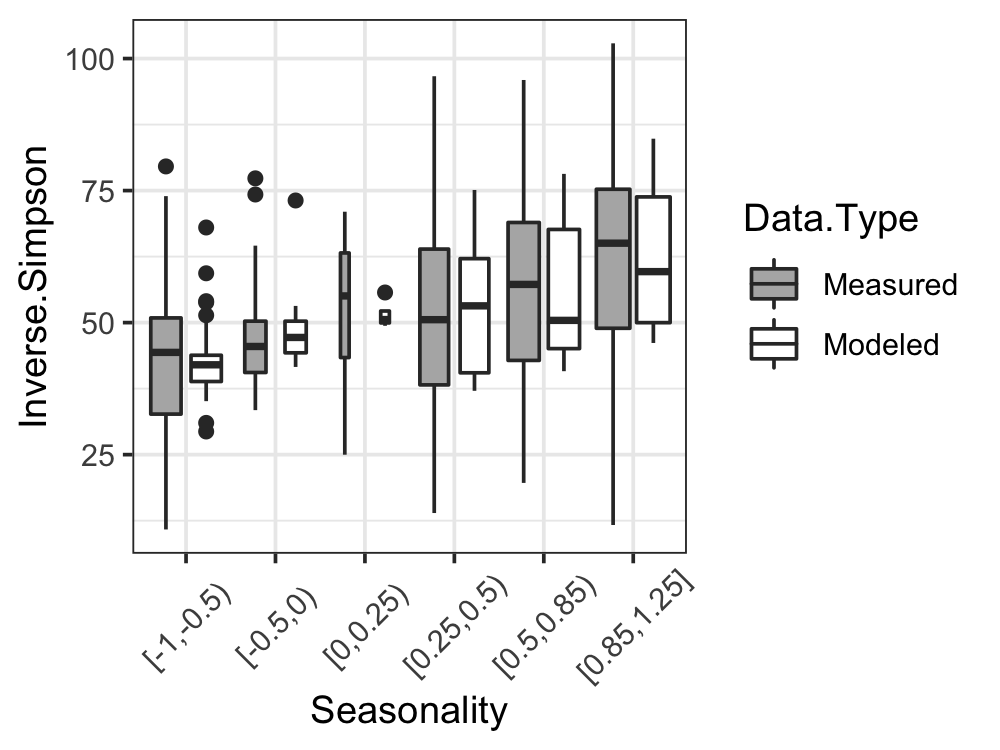 Inverse.Simpson
100
75
50
25
[-1,-0.5)
[-0.5,0)
[0,0.25)
[0.25,0.5)
[0.5,0.85)
[0.85,1.25]
Seasonality
Data.Type
Measured
Modeled